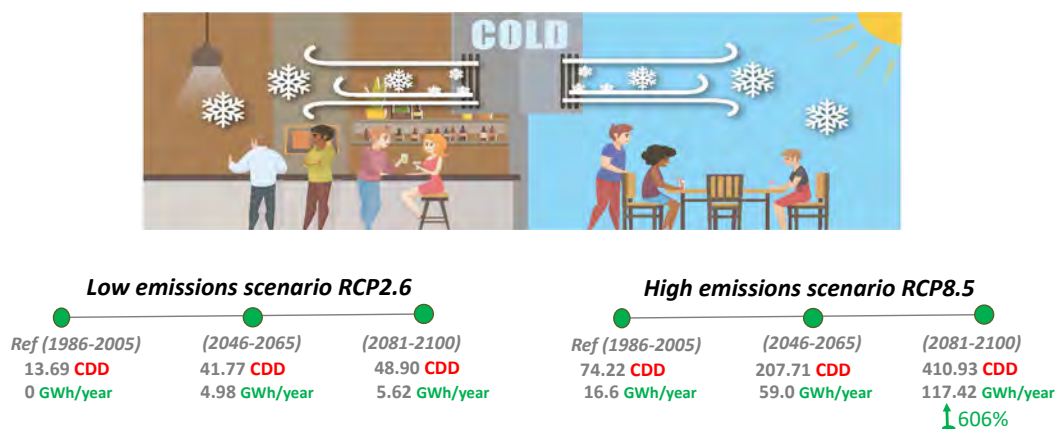 COLD
Low emissions scenario RCP2.6
Ref (1986-2005) (2046-2065) (2081-2100)
13.69 CDD 41.77 CDD 48.90 CDD
0 GWh/year 4.98 GWh/year 5.62 GWh/year
High emissions scenario RCP8.5
Ref (1986-2005) (2046-2065) (2081-2100)
74.22 CDD 207.71 CDD 410.93 CDD
16.6 GWh/year 59.0 GWh/year 117.42 GWh/year
606%